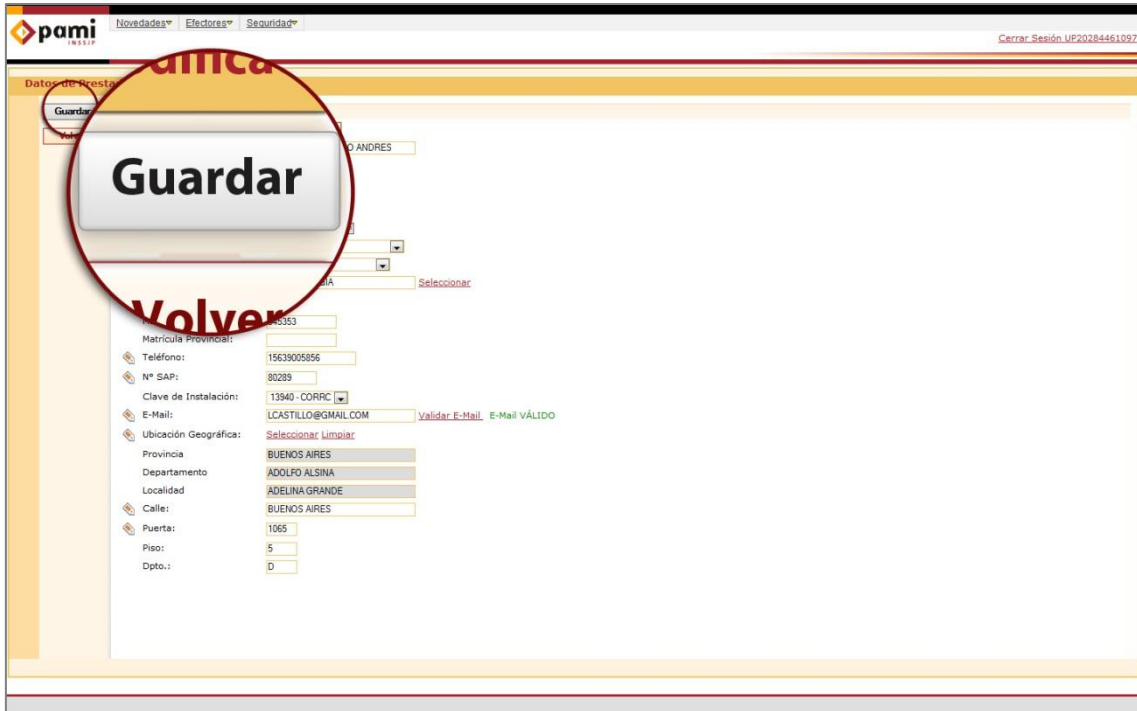 pami
INSSJP
Novedades Efectores Seguridad
Cerrar Sesión UP20284461097
Datos de
Guardar
Guardar
Volver
O ANDRES
Seleccionar
45353
Matrícula Provincial:
Teléfono: 15639005856
Nº SAP: 80289
Clave de Instalación: 13940 - CORRC
E-Mail: LCASTILLO@GMAIL.COM Validar E-Mail E-Mail VÁLIDO
Ubicación Geográfica: Seleccionar Limpiar
Provincia BUENOS AIRES
Departamento ADOLFO ALSINA
Localidad ADELINA GRANDE
Calle: BUENOS AIRES
Puerta: 1065
Piso: 5
Dpto.: D